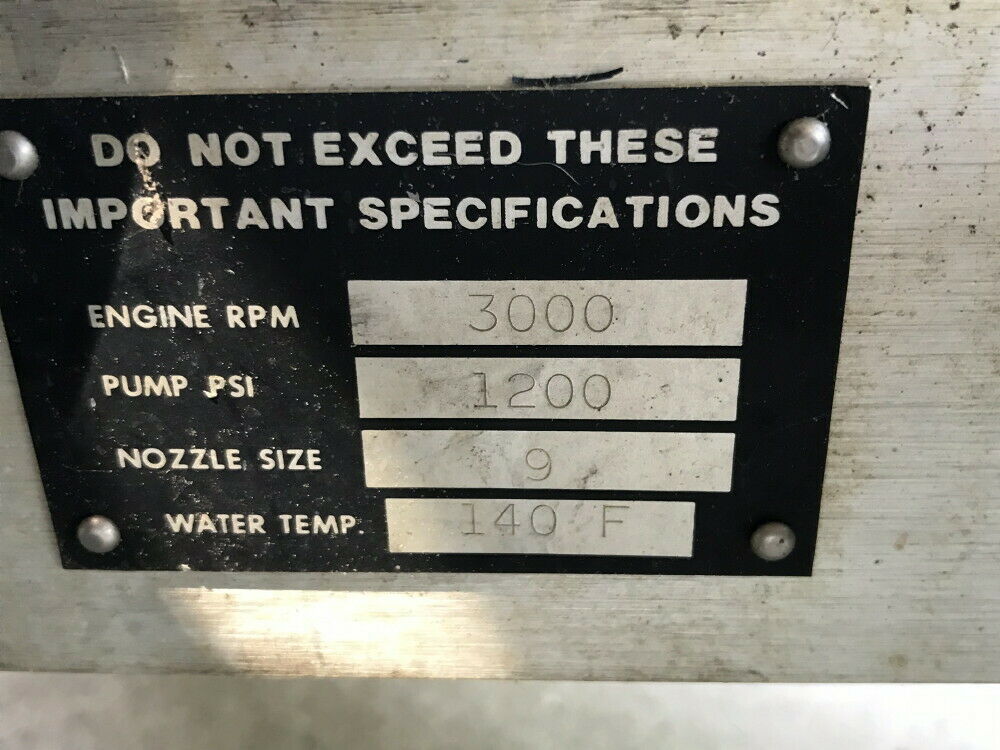 DO NOT EXCEED THESE
IMPORTANT SPECIFICATIONS
ENGINE RPM 3000
PUMP PSI 1200
NOZZLE SIZE 9
WATER TEMP. 140 F